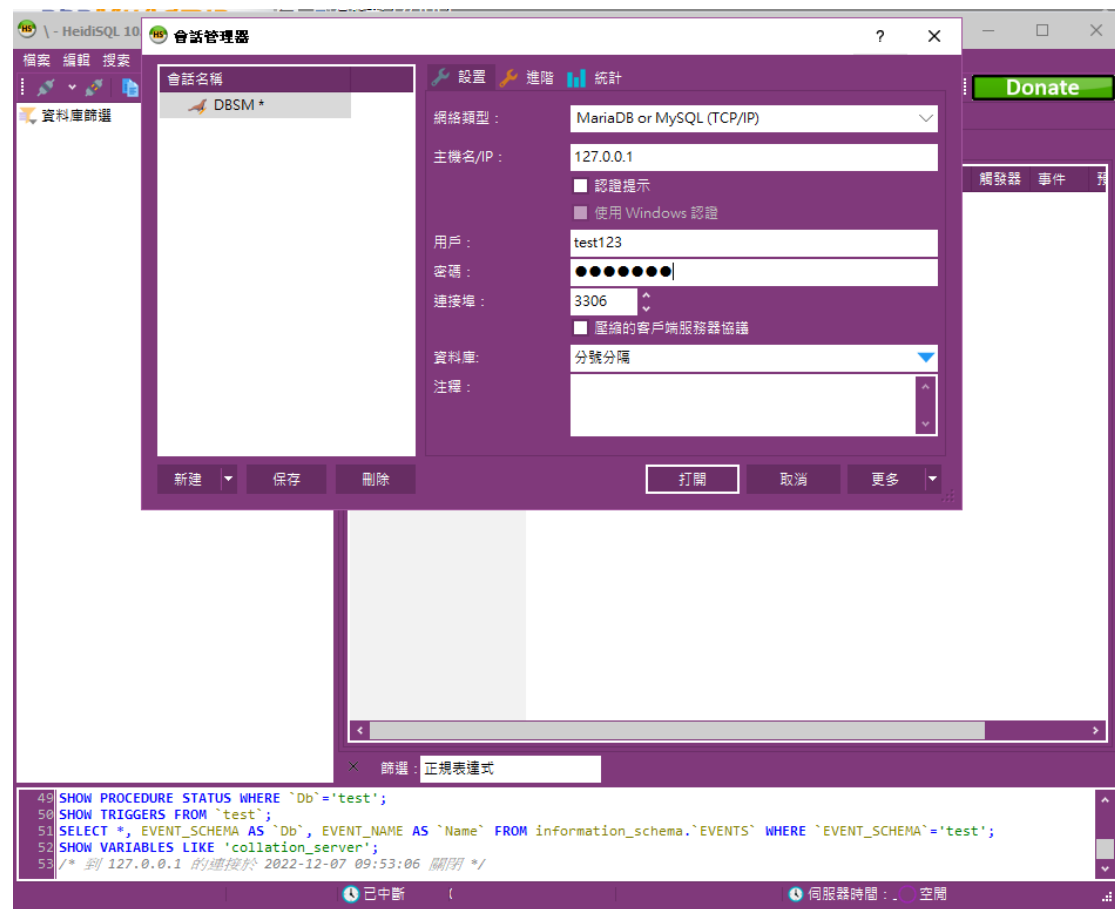 \ - HeidiSQL 10.
會話管理器
?
檔案 編輯 搜索
Donate
資料庫篩選
會話名稱
DBSM *
設置 進階 統計
網絡類型 :
MariaDB or MySQL (TCP/IP)
主機名/IP :
127.0.0.1
認證提示
使用 Windows 認證
用戶 :
test123
密碼 :
●●●●●●●
連接埠 :
3306
壓縮的客戶端服務器協議
資料庫:
分號分隔
注釋 :
觸發器 事件 預
新建 保存 刪除 打開 取消 更多
篩選 : 正規表達式
49 SHOW PROCEDURE STATUS WHERE `Db`='test';
50 SHOW TRIGGERS FROM `test`;
51 SELECT *, EVENT_SCHEMA AS `Db`, EVENT_NAME AS `Name` FROM information_schema.`EVENTS` WHERE `EVENT_SCHEMA`='test';
52 SHOW VARIABLES LIKE 'collation_server';
53 /* 到 127.0.0.1 的連接於 2022-12-07 09:53:06 關閉 */
已中斷 ( 伺服器時間 : 空閒